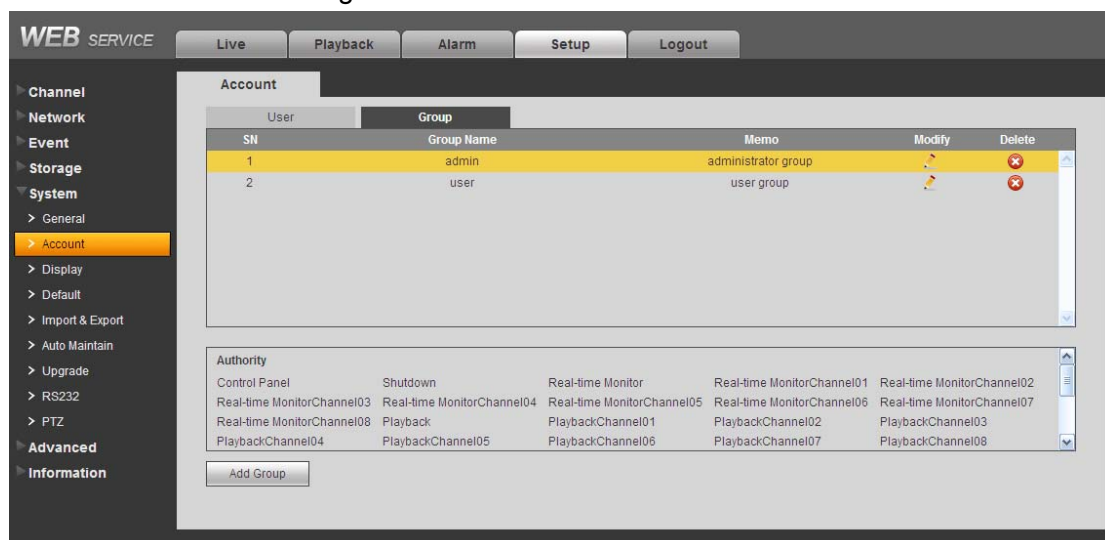 WEB SERVICE
Live Playback Alarm Setup Logout
Channel
Network
Event
Storage
System
> General
> Account
> Display
> Default
> Import & Export
> Auto Maintain
> Upgrade
> RS232
> PTZ
Advanced
Information
Account
User Group
SN Group Name Memo Modify Delete
1 admin administrator group
2 user user group
Authority
Control Panel Shutdown Real-time Monitor Real-time MonitorChannel01 Real-time MonitorChannel02
Real-time MonitorChannel03 Real-time MonitorChannel04 Real-time MonitorChannel05 Real-time MonitorChannel06 Real-time MonitorChannel07
Real-time MonitorChannel08 Playback PlaybackChannel01 PlaybackChannel02 PlaybackChannel03
PlaybackChannel04 PlaybackChannel05 PlaybackChannel06 PlaybackChannel07 PlaybackChannel08
Add Group